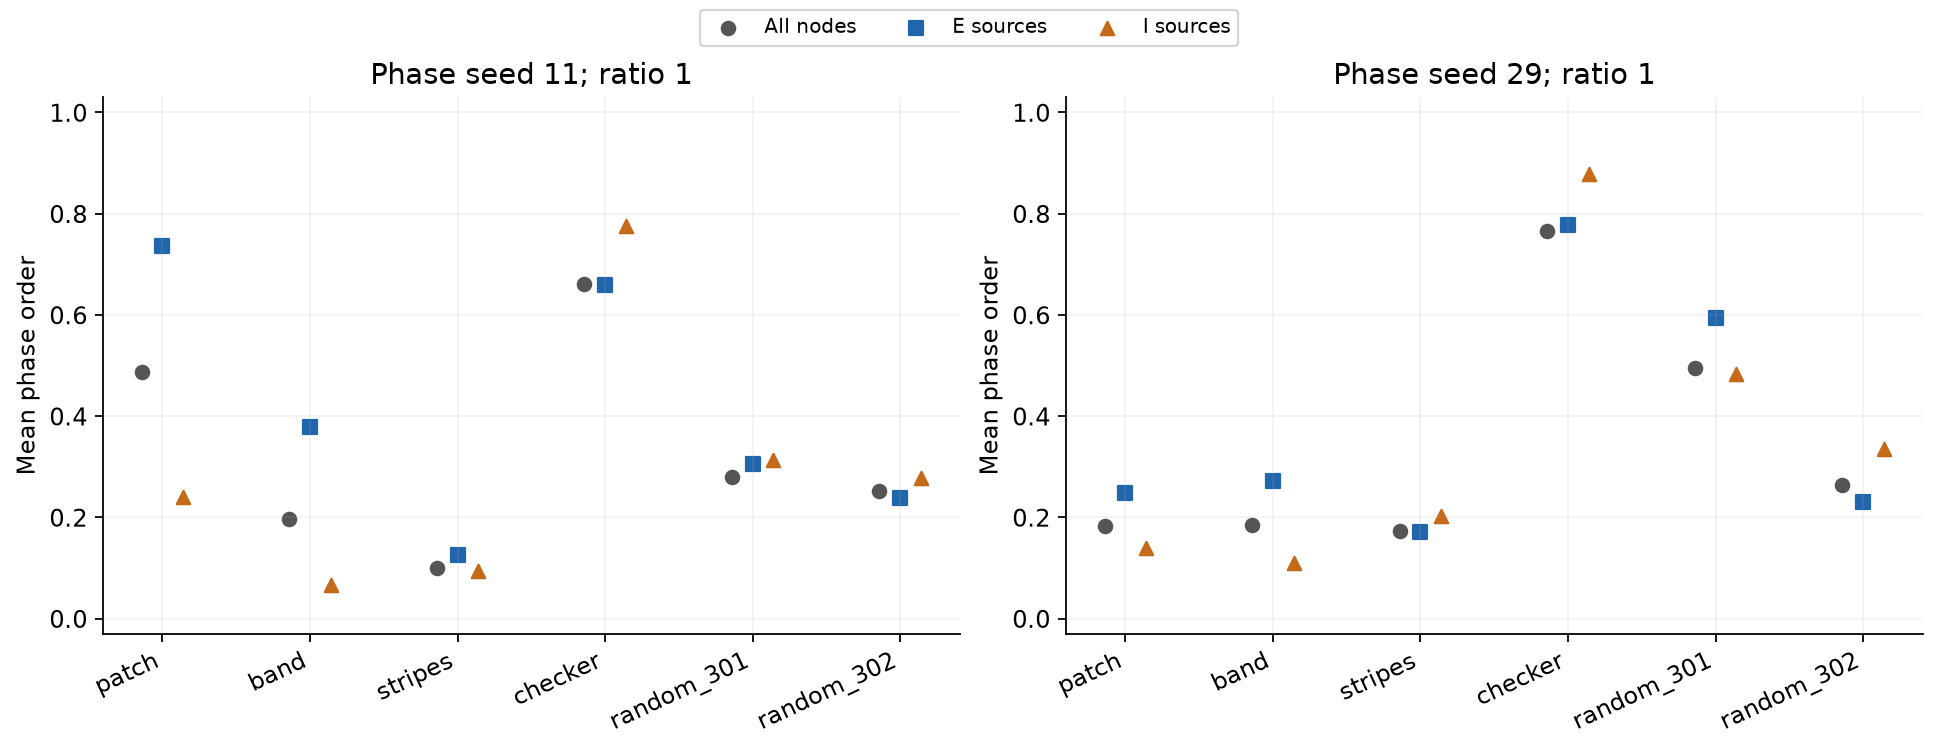 All nodes E sources I sources
Phase seed 11; ratio 1
Mean phase order
1.0
0.8
0.6
0.4
0.2
0.0
patch
band
stripes
checker
random_301
random_302
Phase seed 29; ratio 1
Mean phase order
1.0
0.8
0.6
0.4
0.2
0.0
patch
band
stripes
checker
random_301
random_302